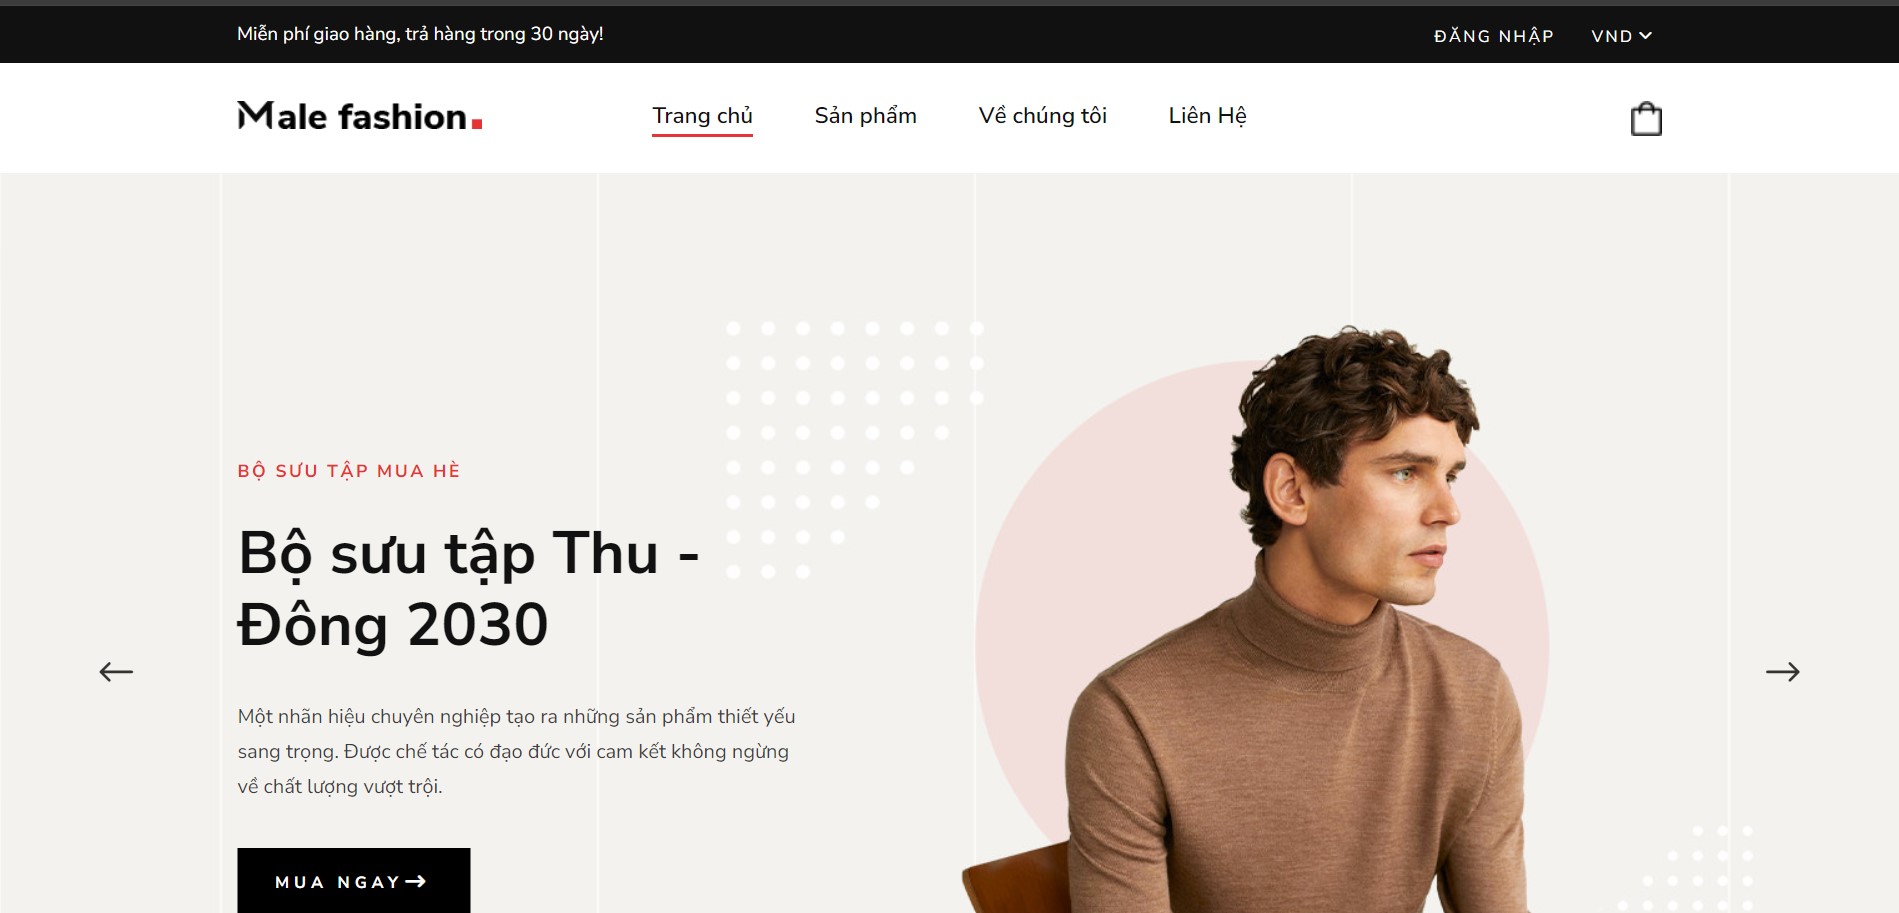 Miễn phí giao hàng, trả hàng trong 30 ngày!
ĐĂNG NHẬP
VND
Male fashion.
Trang chủ
Sản phẩm
Về chúng tôi
Liên Hệ
BỘ SƯU TẬP MUA HÈ
Bộ sưu tập Thu -
Đông 2030
Một nhãn hiệu chuyên nghiệp tạo ra những sản phẩm thiết yếu
sang trọng. Được chế tác có đạo đức với cam kết không ngừng
về chất lượng vượt trội.
MUA NGAY→